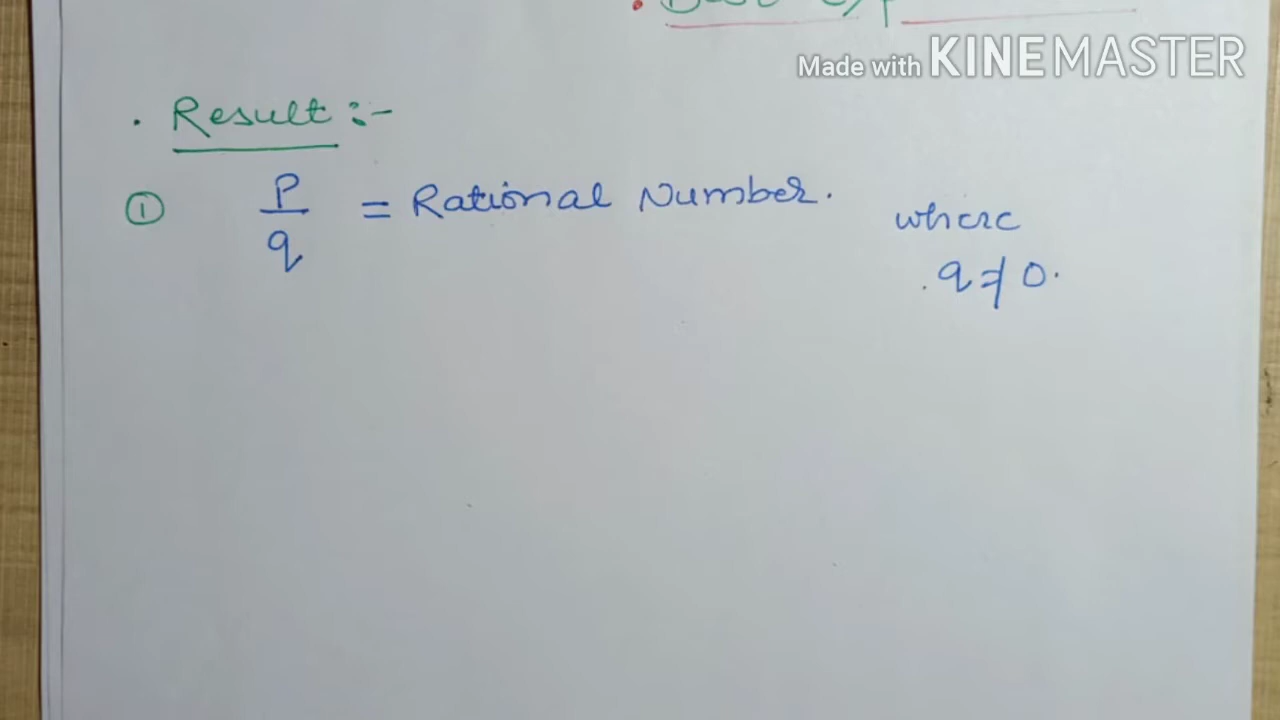 Made with KINEMASTER
. Result :-
① P/q = Rational Number.
where
q ≠ 0.